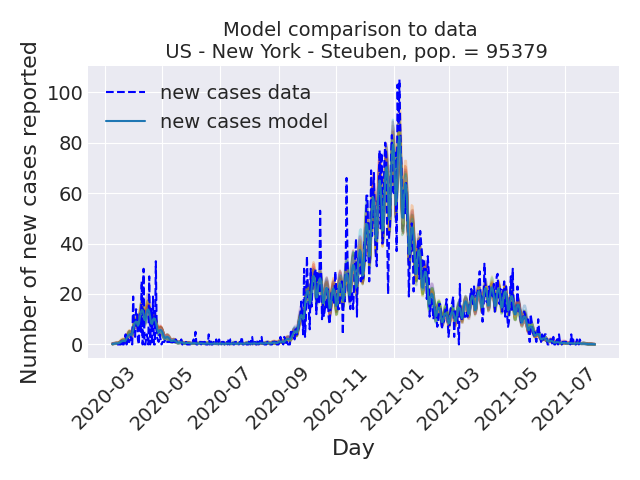 Model comparison to data
US - New York - Steuben, pop. = 95379
Number of new cases reported
100
80
60
40
20
0
new cases data
new cases model
2020-03
2020-05
2020-07
2020-09
2020-11
2021-01
2021-03
2021-05
2021-07
Day